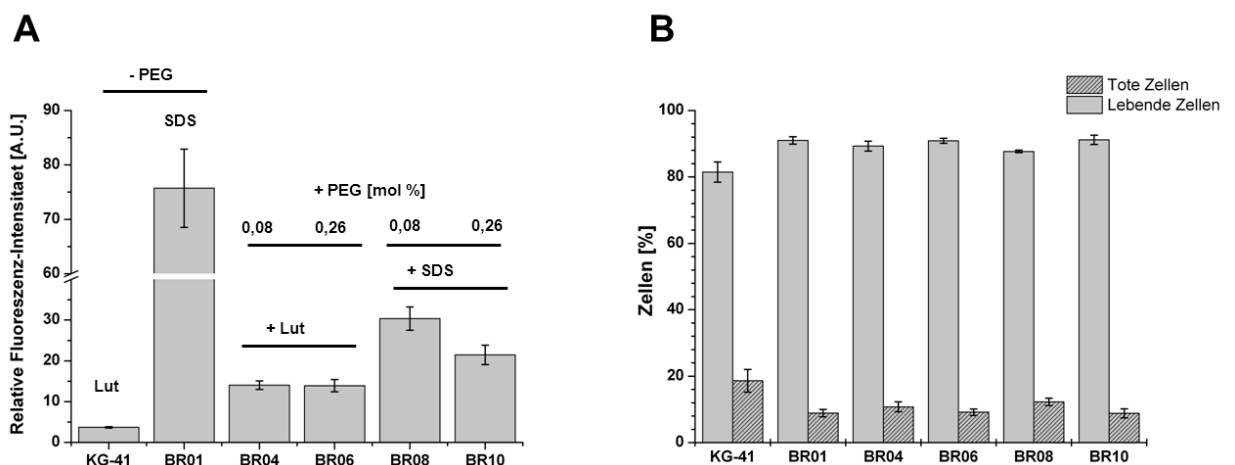 A
- PEG
SDS
+ PEG [mol %]
0,08 0,26 0,08 0,26
+ SDS
+ Lut
Lut
Relative Fluoreszenz-Intensitaet [A.U.]
90
80
70
60
30
20
10
0
KG-41 BR01 BR04 BR06 BR08 BR10
B
Tote Zellen
Lebende Zellen
Zellen [%]
100
80
60
40
20
0
KG-41 BR01 BR04 BR06 BR08 BR10